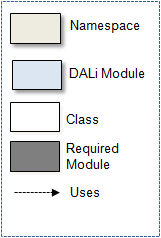 Namespace
DALi Module
Class
Required
Module
Uses